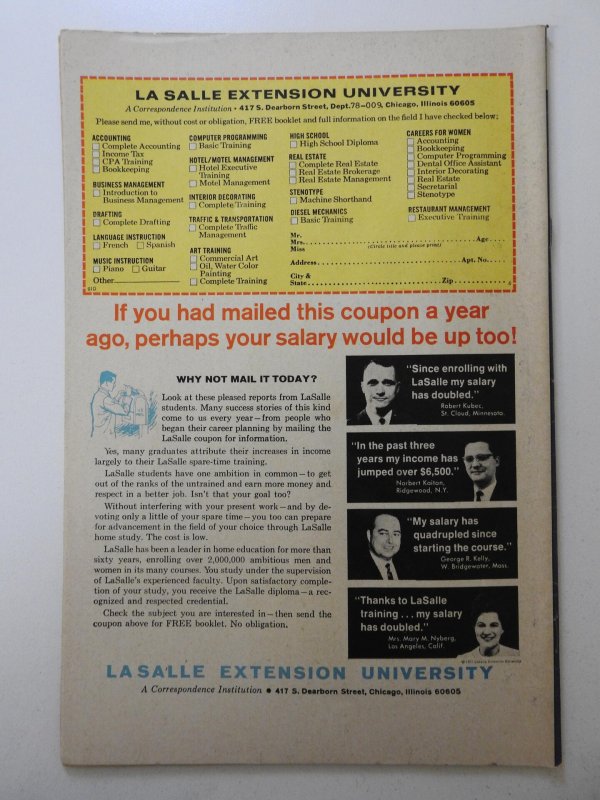 LA SALLE EXTENSION UNIVERSITY
A Correspondence Institution • 417 S. Dearborn Street, Dept. 78-009, Chicago, Illinois 60605
Please send me, without cost or obligation, FREE booklet and full information on the field I have checked below:
ACCOUNTING
Complete Accounting
Income Tax
CPA Training
Bookkeeping
BUSINESS MANAGEMENT
Introduction to
Business Management
DRAFTING
Complete Drafting
LANGUAGE INSTRUCTION
French Spanish
MUSIC INSTRUCTION
Piano Guitar
Other
COMPUTER PROGRAMMING
Basic Training
HOTEL/MOTEL MANAGEMENT
Hotel Executive
Training
Motel Management
INTERIOR DECORATING
Complete Training
TRAFFIC & TRANSPORTATION
Complete Traffic
Management
ART TRAINING
Commercial Art
Oil, Water Color
Painting
Complete Training
HIGH SCHOOL
High School Diploma
REAL ESTATE
Complete Real Estate
Real Estate Brokerage
Real Estate Management
STENOTYPE
Machine Shorthand
DIESEL MECHANICS
Basic Training
CAREERS FOR WOMEN
Accounting
Bookkeeping
Computer Programming
Dental Office Assistant
Interior Decorating
Real Estate
Secretarial
Stenotype
RESTAURANT MANAGEMENT
Executive Training
Mr.
Mrs. Age
Miss (Circle title and please print)
Address Apt. No.
City &
State Zip
If you had mailed this coupon a year
ago, perhaps your salary would be up too!
WHY NOT MAIL IT TODAY?
Look at these pleased reports from LaSalle
students. Many success stories of this kind
come to us every year—from people who
began their career planning by mailing the
LaSalle coupon for information.
Yes, many graduates attribute their increases in income
largely to their LaSalle spare-time training.
LaSalle students have one ambition in common—to get
out of the ranks of the untrained and earn more money and
respect in a better job. Isn't that your goal too?
Without interfering with your present work—and by de-
voting only a little of your spare time—you too can prepare
for advancement in the field of your choice through LaSalle
home study. The cost is low.
LaSalle has been a leader in home education for more than
sixty years, enrolling over 2,000,000 ambitious men and
women in its many courses. You study under the supervision
of LaSalle's experienced faculty. Upon satisfactory comple-
tion of your study, you receive the LaSalle diploma—a rec-
ognized and respected credential.
Check the subject you are interested in—then send the
coupon above for FREE booklet. No obligation.
"Since enrolling with
LaSalle my salary
has doubled."
Robert Kuber,
St. Cloud, Minnesota.
"In the past three
years my income has
jumped over $6,500."
Norbert Kaiton,
Ridgewood, N.Y.
"My salary has
quadrupled since
starting the course."
George R. Kelly,
W. Bridgewater, Mass.
"Thanks to LaSalle
training . . . my salary
has doubled."
Mrs. Mary M. Nyberg,
Los Angeles, Calif.
LASALLE EXTENSION UNIVERSITY
A Correspondence Institution • 417 S. Dearborn Street, Chicago, Illinois 60605